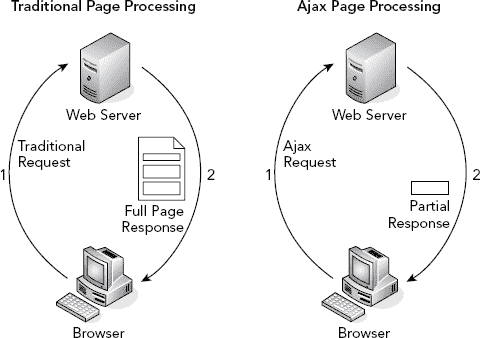 Traditional Page Processing
Web Server
Traditional
Request
1
2
Full Page
Response
Browser
Ajax Page Processing
Web Server
Ajax
Request
1
2
Partial
Response
Browser